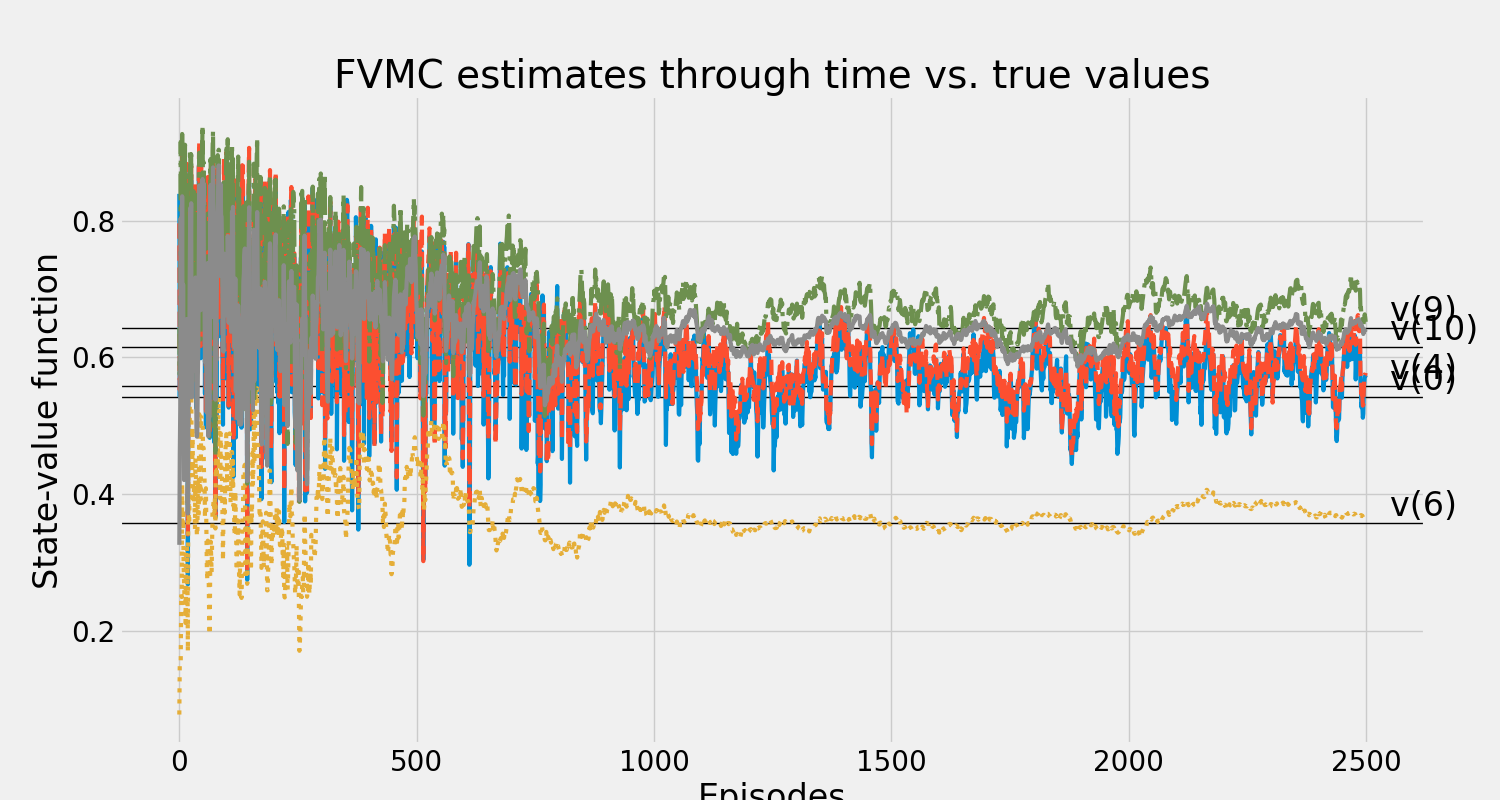 FVMC estimates through time vs. true values
State-value function
0.8
0.6
0.4
0.2
v(9)
v(10)
v(4)
v(0)
v(6)
0
500
1000
1500
2000
2500
Episodes